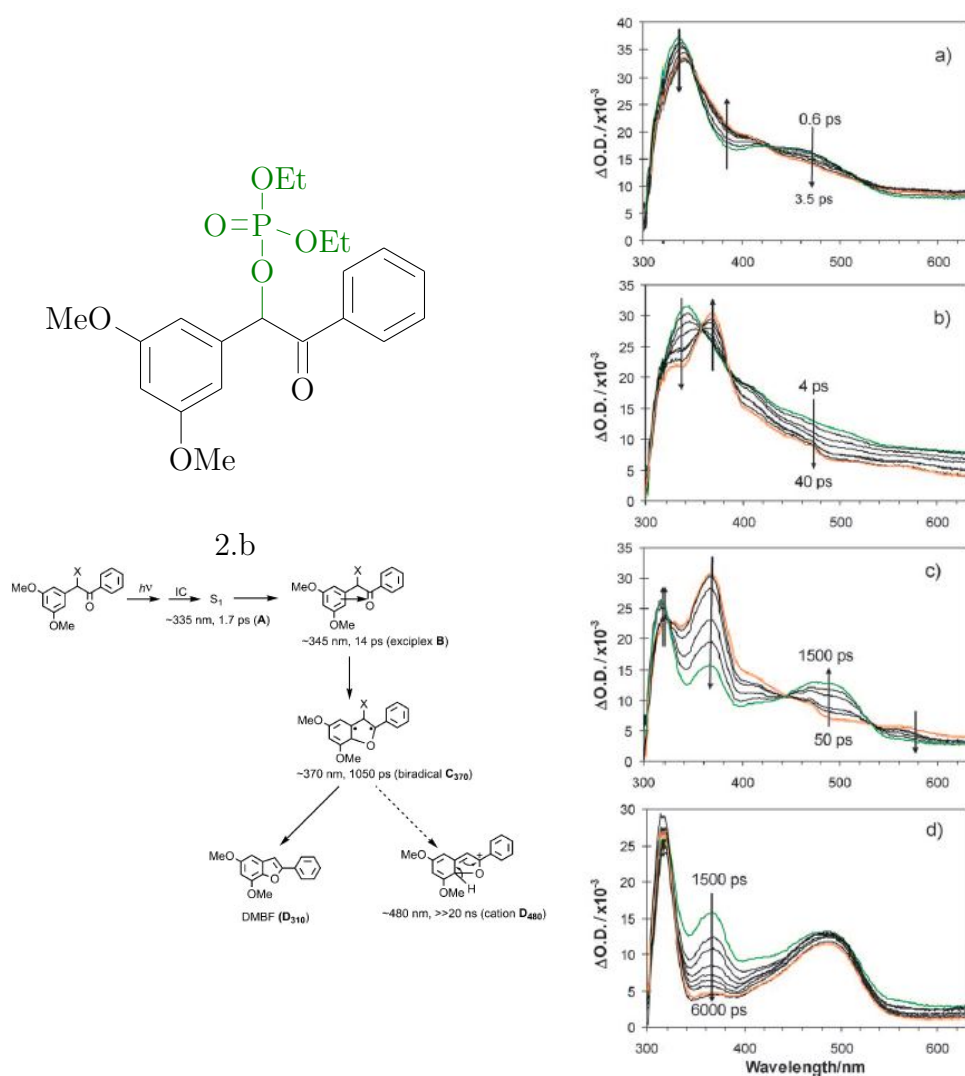 OEt
O=P
OEt
O
MeO
O
OMe
2.b
X
MeO
O
OMe
hν
IC
S1
~335 nm, 1.7 ps (A)
X
MeO
O
OMe
~345 nm, 14 ps (exciplex B)
X
MeO
O
OMe
~370 nm, 1050 ps (biradical C370)
MeO
O
OMe
DMBF (D310)
MeO
+
O
OMe H
~480 nm, >>20 ns (cation D480)
a)
ΔO.D./x10-3
40
35
30
25
20
15
10
5
0
0.6 ps
3.5 ps
300 400 500 600
b)
ΔO.D./x10-3
35
30
25
20
15
10
5
0
4 ps
40 ps
300 400 500 600
c)
ΔO.D./x10-3
35
30
25
20
15
10
5
0
1500 ps
50 ps
300 400 500 600
d)
ΔO.D./x10-3
30
25
20
15
10
5
0
1500 ps
6000 ps
300 400 500 600
Wavelength/nm